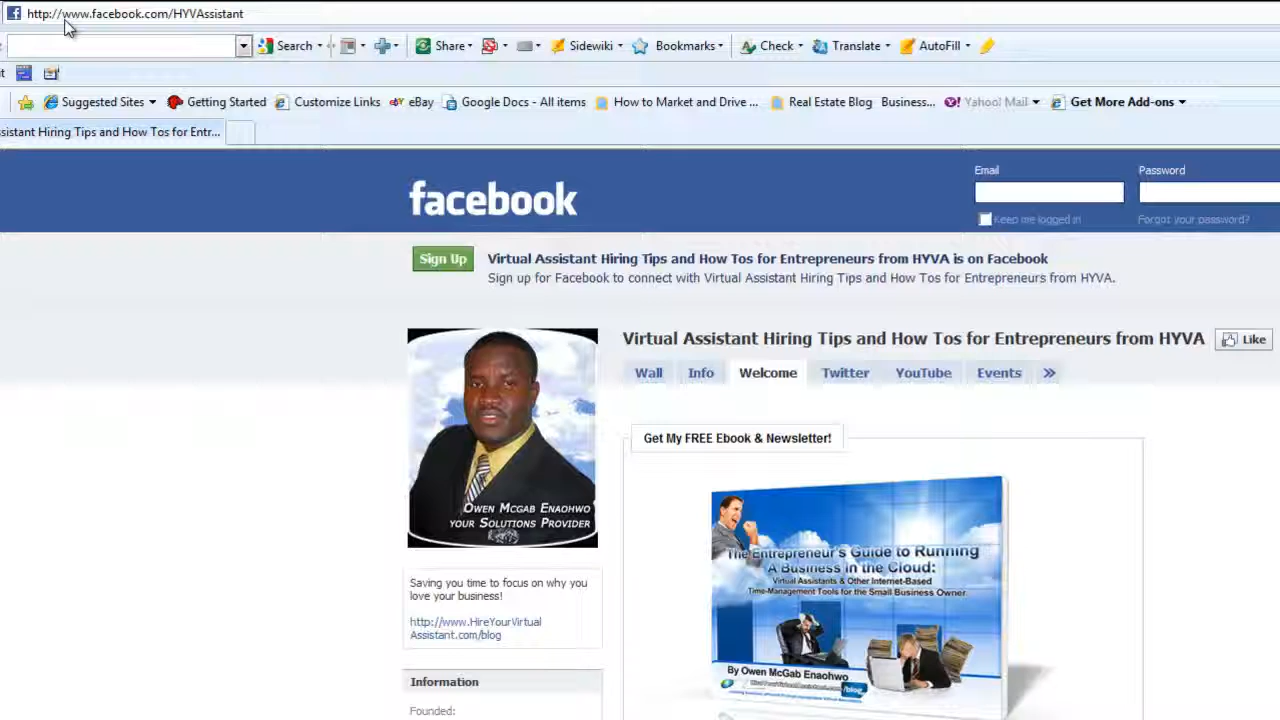 http://www.facebook.com/HYVAssistant
Search
Share
Sidewiki
Bookmarks
Check
Translate
AutoFill
it
Suggested Sites
Getting Started
Customize Links
eBay
Google Docs - All items
How to Market and Drive ...
Real Estate Blog
Business...
Yahoo! Mail
Get More Add-ons
ssistant Hiring Tips and How Tos for Entr...
Email
Password
facebook
Keep me logged in
Forgot your password?
Sign Up
Virtual Assistant Hiring Tips and How Tos for Entrepreneurs from HYVA is on Facebook
Sign up for Facebook to connect with Virtual Assistant Hiring Tips and How Tos for Entrepreneurs from HYVA.
Virtual Assistant Hiring Tips and How Tos for Entrepreneurs from HYVA
Like
Wall
Info
Welcome
Twitter
YouTube
Events
»
Get My FREE Ebook & Newsletter!
Owen McGab Enaohwo
your Solutions Provider
The Entrepreneur's Guide to Running
A Business in the Cloud:
Virtual Assistants & Other Internet-Based
Time-Management Tools for the Small Business Owner
By Owen McGab Enaohwo
HireYourVirtualAssistant.com/blog
Saving you time to focus on why you
love your business!
http://www.HireYourVirtual
Assistant.com/blog
Information
Founded: